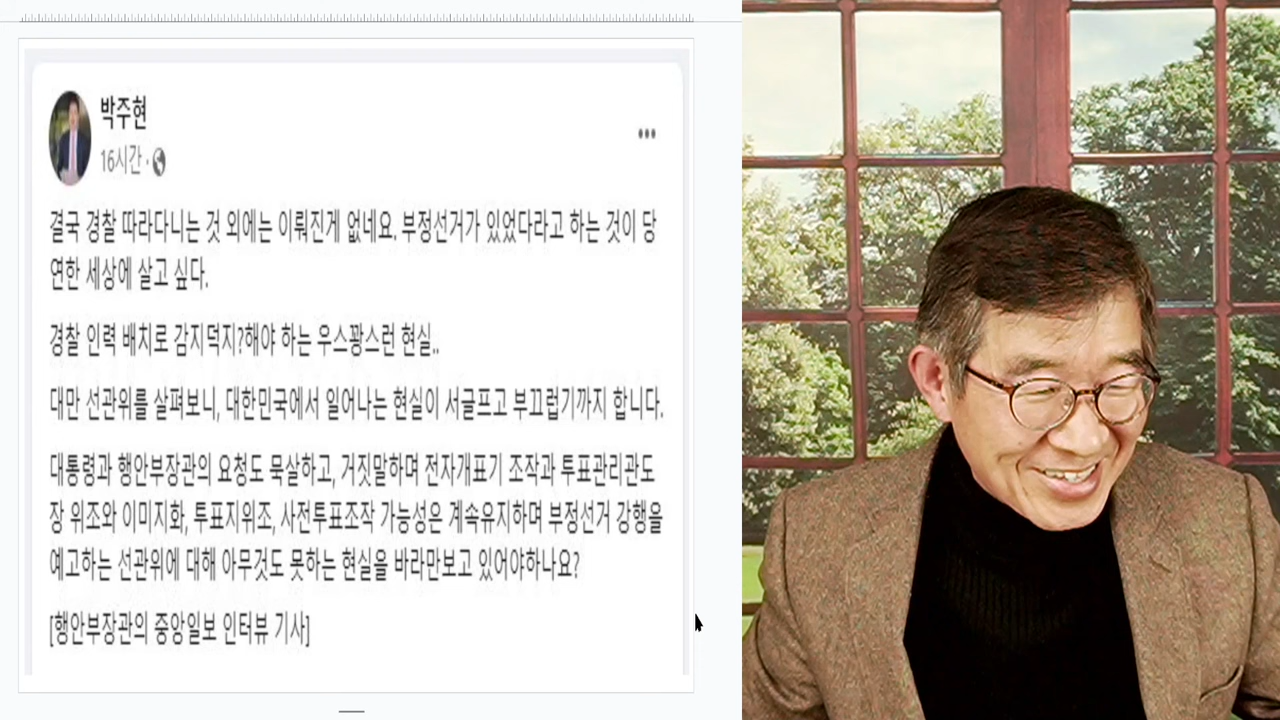 박주현
16시간 ·
결국 경찰 따라다니는 것 외에는 이뤄진게 없네요. 부정선거가 있었다라고 하는 것이 당
연한 세상에 살고 싶다.
경찰 인력 배치로 감지덕지?해야 하는 우스꽝스런 현실..
대만 선관위를 살펴보니, 대한민국에서 일어나는 현실이 서글프고 부끄럽기까지 합니다.
대통령과 행안부장관의 요청도 묵살하고, 거짓말하며 전자개표기 조작과 투표관리관도
장 위조와 이미지화, 투표지위조, 사전투표조작 가능성은 계속유지하며 부정선거 강행을
예고하는 선관위에 대해 아무것도 못하는 현실을 바라만보고 있어야하나요?
[행안부장관의 중앙일보 인터뷰 기사]